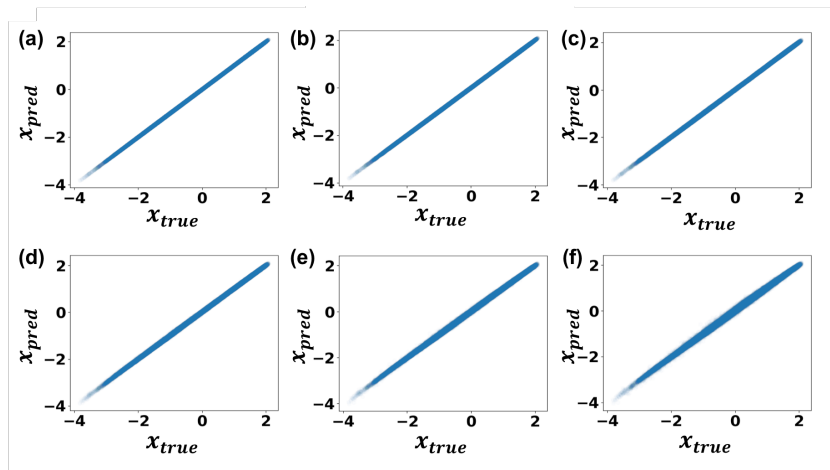 (a) (b) (c)
2 2 2
0 0 0
x_pred x_pred x_pred
−2 −2 −2
−4 −4 −4
−4 −2 0 2 −4 −2 0 2 −4 −2 0 2
x_true x_true x_true
(d) (e) (f)
2 2 2
0 0 0
x_pred x_pred x_pred
−2 −2 −2
−4 −4 −4
−4 −2 0 2 −4 −2 0 2 −4 −2 0 2
x_true x_true x_true